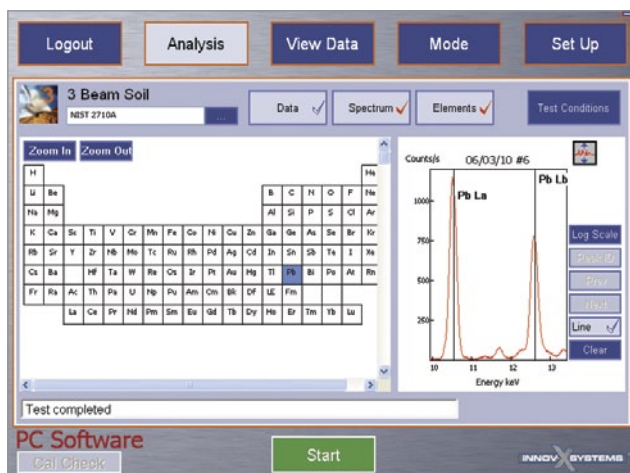 Logout Analysis View Data Mode Set Up
3 Beam Soil
NIST 2710A ...
Data Spectrum Elements Test Conditions
Zoom In Zoom Out
H He
Li Be B C N O F Ne
Na Mg Al Si P S Cl Ar
K Ca Sc Ti V Cr Mn Fe Co Ni Cu Zn Ga Ge As Se Br Kr
Rb Sr Y Zr Nb Mo Tc Ru Rh Pd Ag Cd In Sn Sb Te I Xe
Cs Ba Hf Ta W Re Os Ir Pt Au Hg Tl Pb Bi Po At Rn
Fr Ra Ac Th Pa U Np Pu Am Cm Bk DF LE Fm
La Ce Pr Nd Pm Sm Eu Gd Tb Dy Ho Er Tm Yb Lu
Counts/s 06/03/10 #6
Pb La
Pb Lb
1000
750
500
250
10 11 12 13
Energy keV
Log Scale
Peak ID
Prev
Next
Line
Clear
Test completed
PC Software
Cal Check
Start
INNOVXSYSTEMS